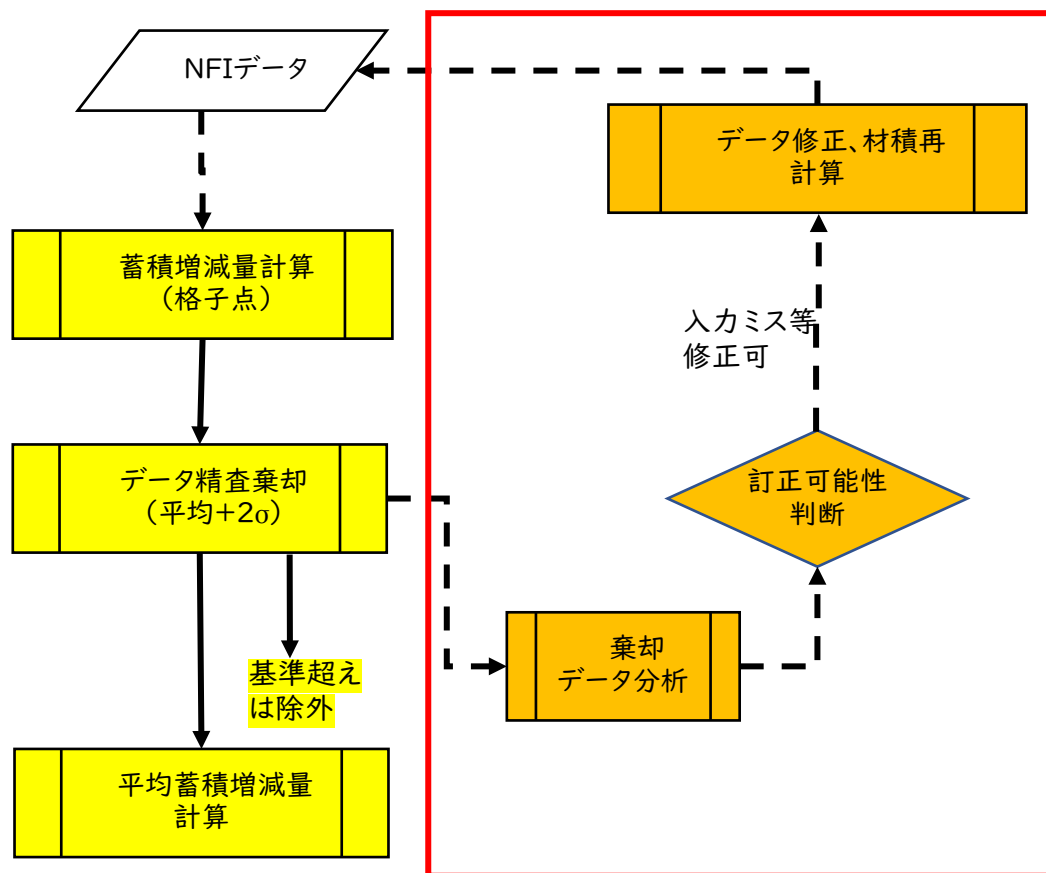 NFIデータ
蓄積増減量計算
(格子点)
データ精査棄却
(平均+2σ)
基準超え
は除外
平均蓄積増減量
計算
データ修正、材積再
計算
入力ミス等
修正可
訂正可能性
判断
棄却
データ分析